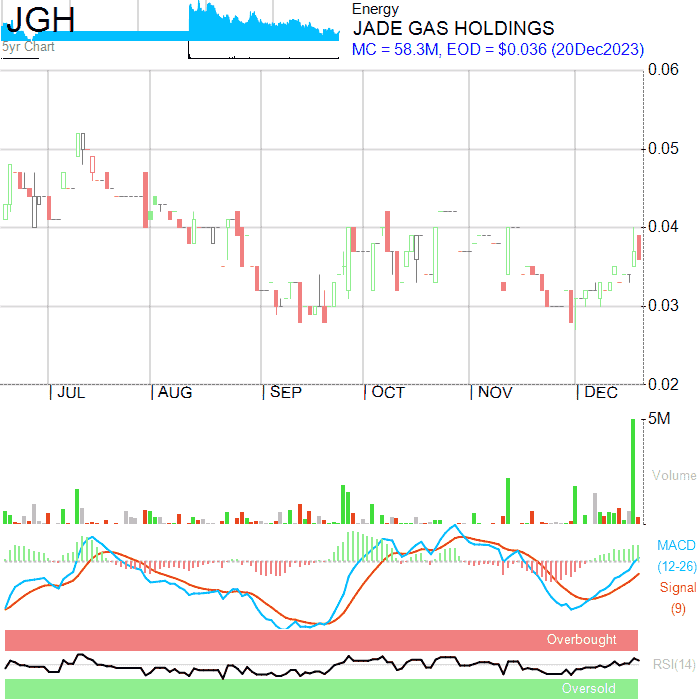 JGH
5yr Chart
Energy
JADE GAS HOLDINGS
MC = 58.3M, EOD = $0.036 (20Dec2023)
0.06
0.05
0.04
0.03
0.02
JUL AUG SEP OCT NOV DEC
5M
Volume
MACD
(12-26)
Signal
(9)
Overbought
RSI(14)
Oversold